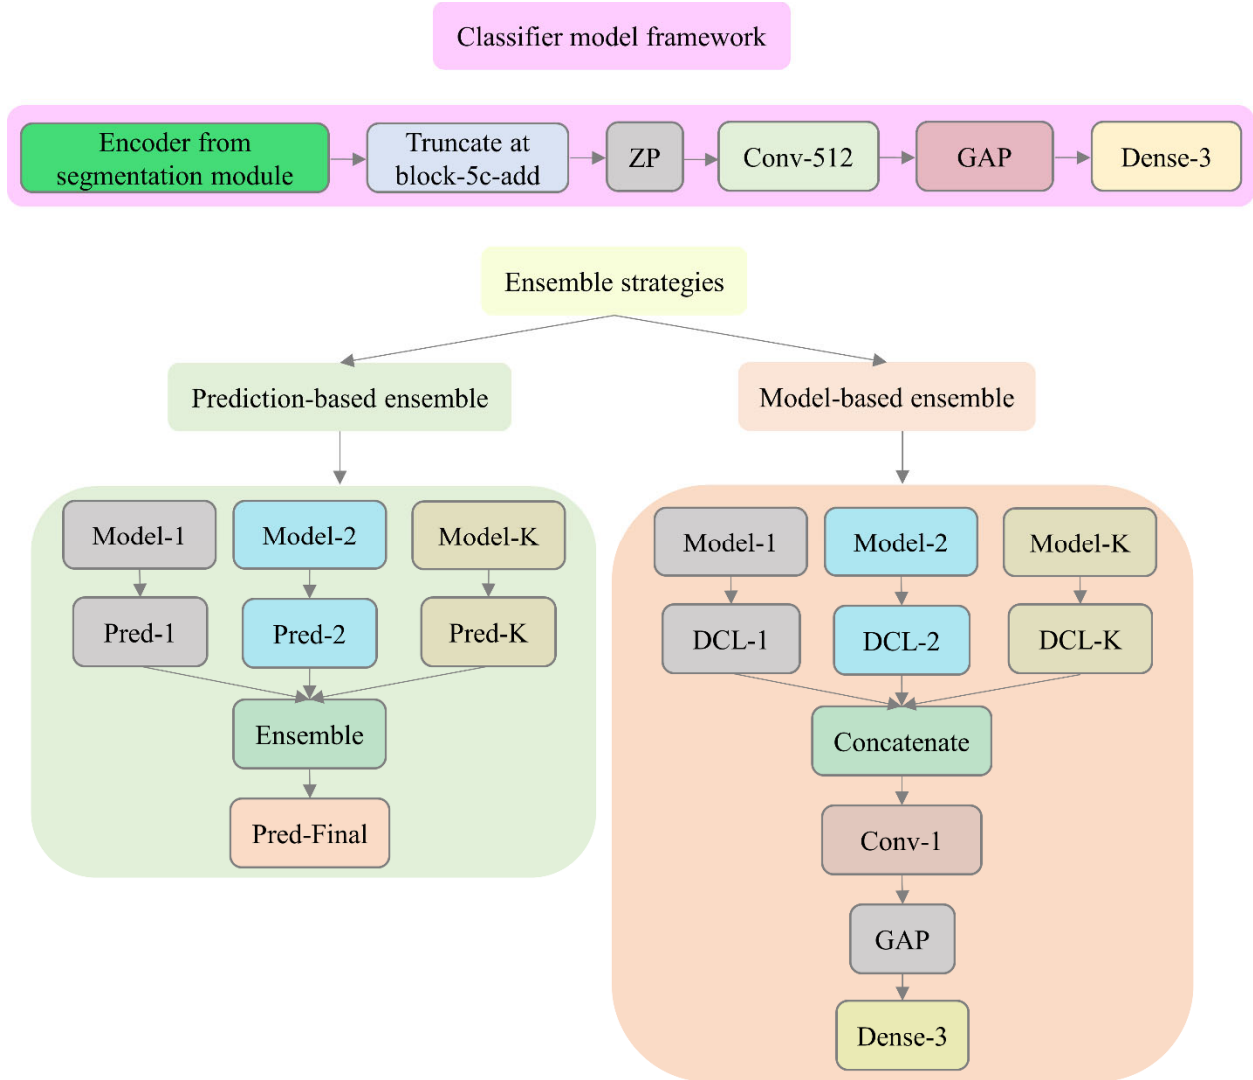 Classifier model framework
Encoder from
segmentation module
Truncate at
block-5c-add
ZP
Conv-512
GAP
Dense-3
Ensemble strategies
Prediction-based ensemble
Model-based ensemble
Model-1
Model-2
Model-K
Pred-1
Pred-2
Pred-K
Ensemble
Pred-Final
Model-1
Model-2
Model-K
DCL-1
DCL-2
DCL-K
Concatenate
Conv-1
GAP
Dense-3